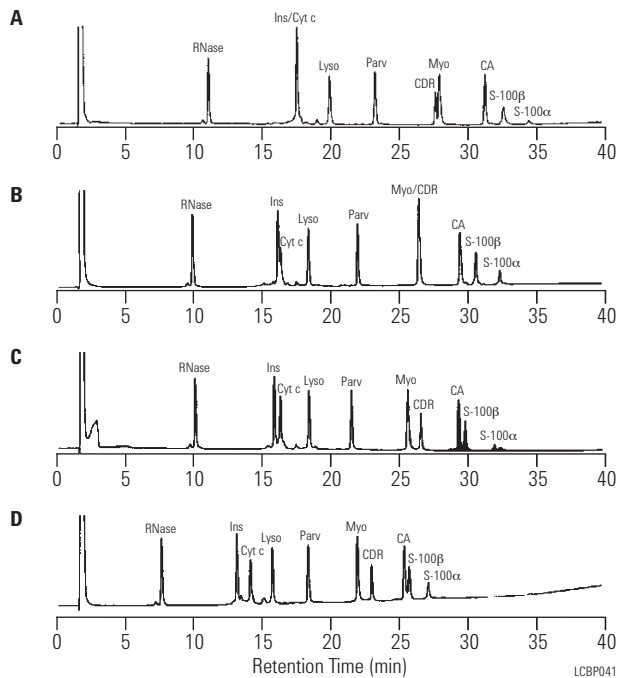 A
RNase
Ins/Cyt c
Lyso
Parv
CDR
Myo
CA
S-100β
S-100α
0 5 10 15 20 25 30 35 40
B
RNase
Ins
Cyt c
Lyso
Parv
Myo/CDR
CA
S-100β
S-100α
0 5 10 15 20 25 30 35 40
C
RNase
Ins
Cyt c
Lyso
Parv
Myo
CDR
CA
S-100β
S-100α
0 5 10 15 20 25 30 35 40
D
RNase
Ins
Cyt c
Lyso
Parv
Myo
CDR
CA
S-100β
S-100α
0 5 10 15 20 25 30 35 40
Retention Time (min)
LCBP041